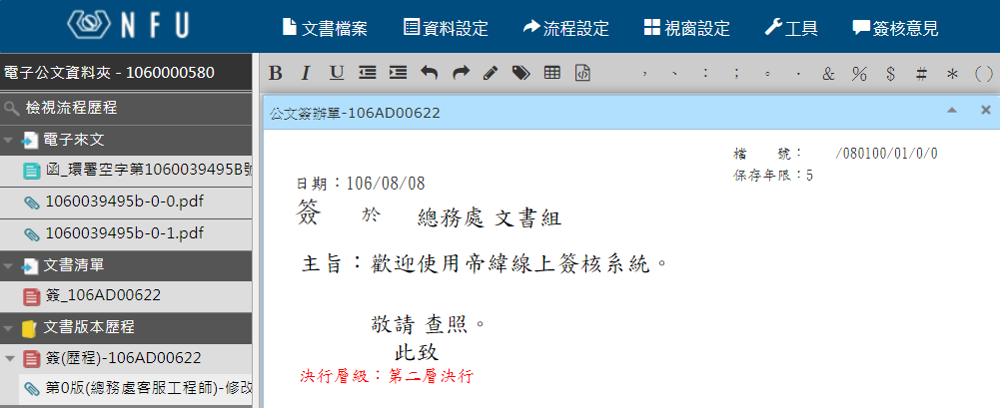 NFU
文書檔案
資料設定
流程設定
視窗設定
工具
簽核意見
電子公文資料夾 - 1060000580
B I U , 、 : ; 。 . & % $ # * ( )
檢視流程歷程
電子來文
函_環署空字第1060039495B號
1060039495b-0-0.pdf
1060039495b-0-1.pdf
文書清單
簽_106AD00622
文書版本歷程
簽(歷程)-106AD00622
第0版(總務處客服工程師)-修改
公文簽辦單-106AD00622
檔 號： /080100/01/0/0
保存年限：5
日期：106/08/08
簽 於 總務處 文書組
主旨：歡迎使用帝緯線上簽核系統。
敬請 查照。
此致
決行層級：第二層決行